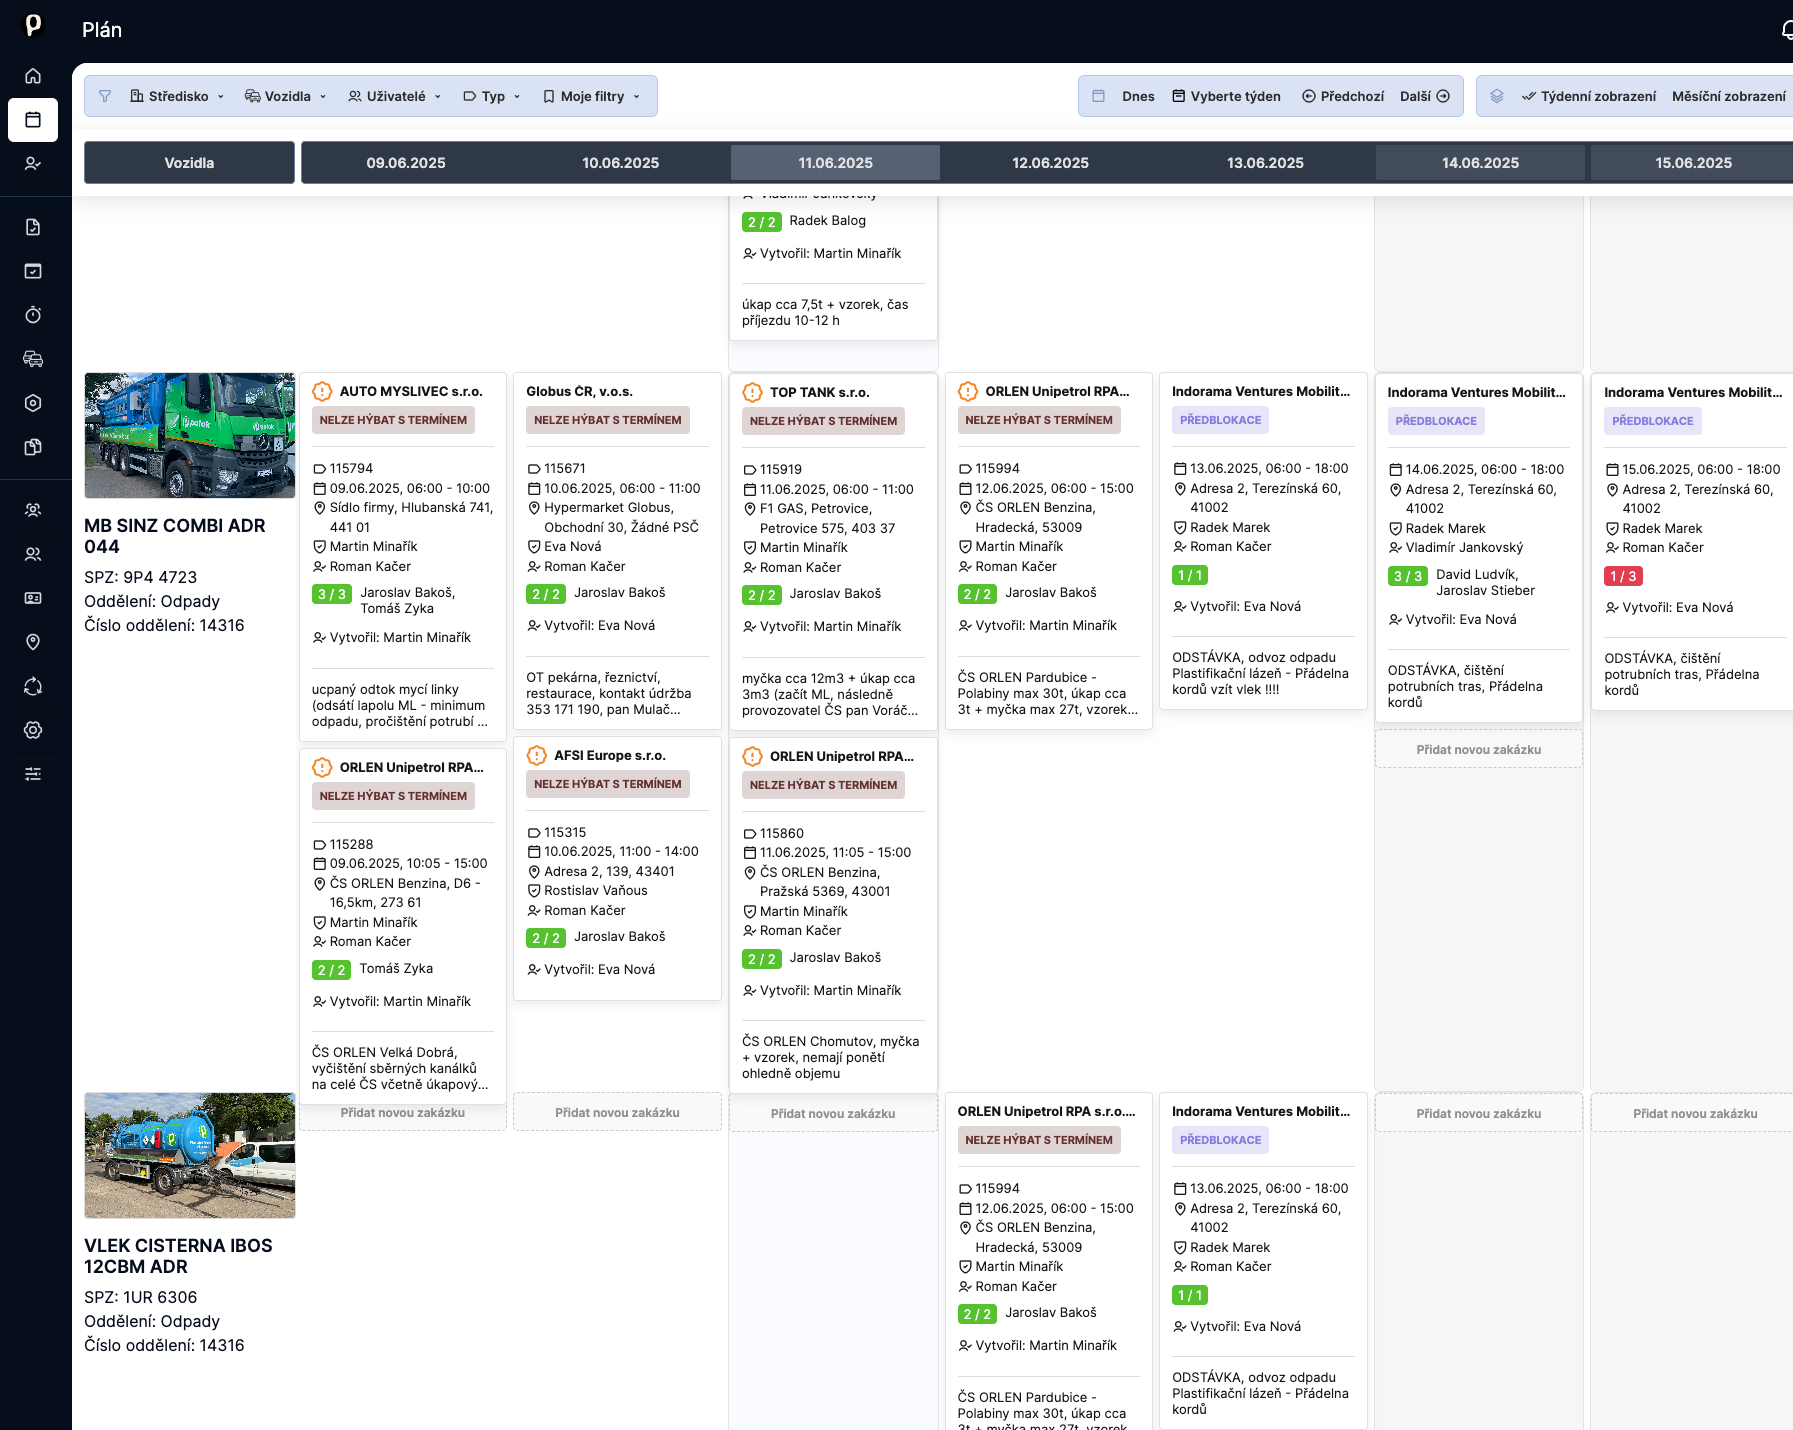 Plán
Středisko
Vozidla
Uživatelé
Typ
Moje filtry
Dnes
Vyberte týden
Předchozí
Další
Týdenní zobrazení
Měsíční zobrazení
Vozidla
09.06.2025
10.06.2025
11.06.2025
12.06.2025
13.06.2025
14.06.2025
15.06.2025
Vladimír Jankovský
2 / 2 Radek Balog
Vytvořil: Martin Minařík
úkap cca 7,5t + vzorek, čas
příjezdu 10-12 h
MB SINZ COMBI ADR
044
SPZ: 9P4 4723
Oddělení: Odpady
Číslo oddělení: 14316
AUTO MYSLIVEC s.r.o.
NELZE HÝBAT S TERMÍNEM
115794
09.06.2025, 06:00 - 10:00
Sídlo firmy, Hlubanská 741,
441 01
Martin Minařík
Roman Kačer
3 / 3 Jaroslav Bakoš,
Tomáš Zyka
Vytvořil: Martin Minařík
ucpaný odtok mycí linky
(odsátí lapolu ML - minimum
odpadu, pročištění potrubí ...
ORLEN Unipetrol RPA...
NELZE HÝBAT S TERMÍNEM
115288
09.06.2025, 10:05 - 15:00
ČS ORLEN Benzina, D6 -
16,5km, 273 61
Martin Minařík
Roman Kačer
2 / 2 Tomáš Zyka
Vytvořil: Martin Minařík
ČS ORLEN Velká Dobrá,
vyčištění sběrných kanálků
na celé ČS včetně úkapový...
Přidat novou zakázku
Globus ČR, v.o.s.
NELZE HÝBAT S TERMÍNEM
115671
10.06.2025, 06:00 - 11:00
Hypermarket Globus,
Obchodní 30, Žádné PSČ
Eva Nová
Roman Kačer
2 / 2 Jaroslav Bakoš
Vytvořil: Eva Nová
OT pekárna, řeznictví,
restaurace, kontakt údržba
353 171 190, pan Mulač...
AFSI Europe s.r.o.
NELZE HÝBAT S TERMÍNEM
115315
10.06.2025, 11:00 - 14:00
Adresa 2, 139, 43401
Rostislav Vaňous
Roman Kačer
2 / 2 Jaroslav Bakoš
Vytvořil: Eva Nová
Přidat novou zakázku
TOP TANK s.r.o.
NELZE HÝBAT S TERMÍNEM
115919
11.06.2025, 06:00 - 11:00
F1 GAS, Petrovice,
Petrovice 575, 403 37
Martin Minařík
Roman Kačer
2 / 2 Jaroslav Bakoš
Vytvořil: Martin Minařík
myčka cca 12m3 + úkap cca
3m3 (začít ML, následně
provozovatel ČS pan Voráč...
ORLEN Unipetrol RPA...
NELZE HÝBAT S TERMÍNEM
115860
11.06.2025, 11:05 - 15:00
ČS ORLEN Benzina,
Pražská 5369, 43001
Martin Minařík
Roman Kačer
2 / 2 Jaroslav Bakoš
Vytvořil: Martin Minařík
ČS ORLEN Chomutov, myčka
+ vzorek, nemají ponětí
ohledně objemu
Přidat novou zakázku
ORLEN Unipetrol RPA...
NELZE HÝBAT S TERMÍNEM
115994
12.06.2025, 06:00 - 15:00
ČS ORLEN Benzina,
Hradecká, 53009
Martin Minařík
Roman Kačer
2 / 2 Jaroslav Bakoš
Vytvořil: Martin Minařík
ČS ORLEN Pardubice -
Polabiny max 30t, úkap cca
3t + myčka max 27t, vzorek...
Indorama Ventures Mobilit...
PŘEDBLOKACE
13.06.2025, 06:00 - 18:00
Adresa 2, Terezínská 60,
41002
Radek Marek
Roman Kačer
1 / 1
Vytvořil: Eva Nová
ODSTÁVKA, odvoz odpadu
Plastifikační lázeň - Přádelna
kordů vzít vlek !!!!
Indorama Ventures Mobilit...
PŘEDBLOKACE
14.06.2025, 06:00 - 18:00
Adresa 2, Terezínská 60,
41002
Radek Marek
Vladimír Jankovský
3 / 3 David Ludvík,
Jaroslav Stieber
Vytvořil: Eva Nová
ODSTÁVKA, čištění
potrubních tras, Přádelna
kordů
Přidat novou zakázku
Indorama Ventures Mobilit...
PŘEDBLOKACE
15.06.2025, 06:00 - 18:00
Adresa 2, Terezínská 60,
41002
Radek Marek
Roman Kačer
1 / 3
Vytvořil: Eva Nová
ODSTÁVKA, čištění
potrubních tras, Přádelna
kordů
VLEK CISTERNA IBOS
12CBM ADR
SPZ: 1UR 6306
Oddělení: Odpady
Číslo oddělení: 14316
ORLEN Unipetrol RPA s.r.o....
NELZE HÝBAT S TERMÍNEM
115994
12.06.2025, 06:00 - 15:00
ČS ORLEN Benzina,
Hradecká, 53009
Martin Minařík
Roman Kačer
2 / 2 Jaroslav Bakoš
Vytvořil: Martin Minařík
ČS ORLEN Pardubice -
Polabiny max 30t, úkap cca
3t + myčka max 27t, vzorek
Indorama Ventures Mobilit...
PŘEDBLOKACE
13.06.2025, 06:00 - 18:00
Adresa 2, Terezínská 60,
41002
Radek Marek
Roman Kačer
1 / 1
Vytvořil: Eva Nová
ODSTÁVKA, odvoz odpadu
Plastifikační lázeň - Přádelna
kordů
Přidat novou zakázku
Přidat novou zakázku